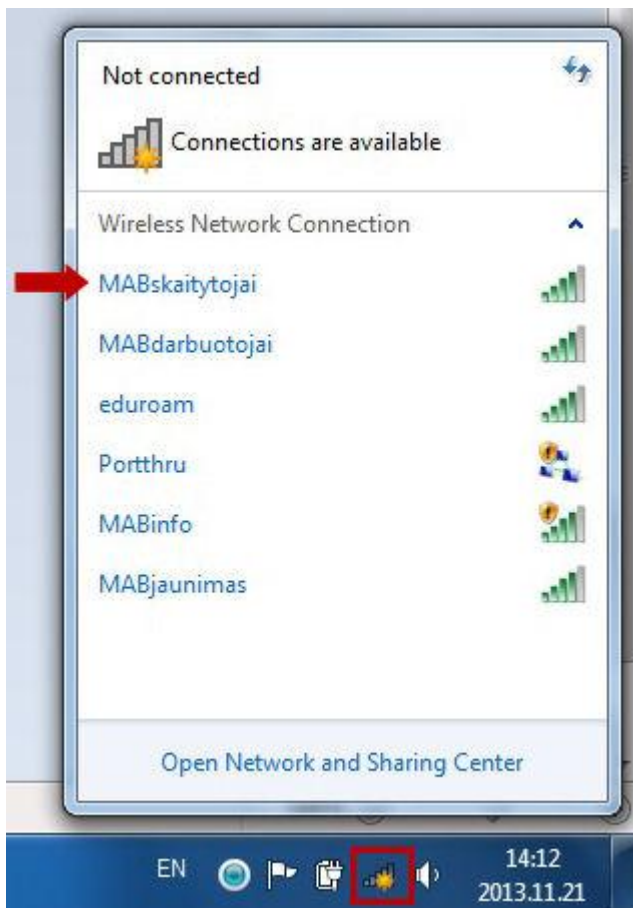 Not connected
Connections are available
Wireless Network Connection
MABskaitytojai
MABdarbuotojai
eduroam
Portthru
MABinfo
MABjaunimas
Open Network and Sharing Center
EN
14:12
2013.11.21